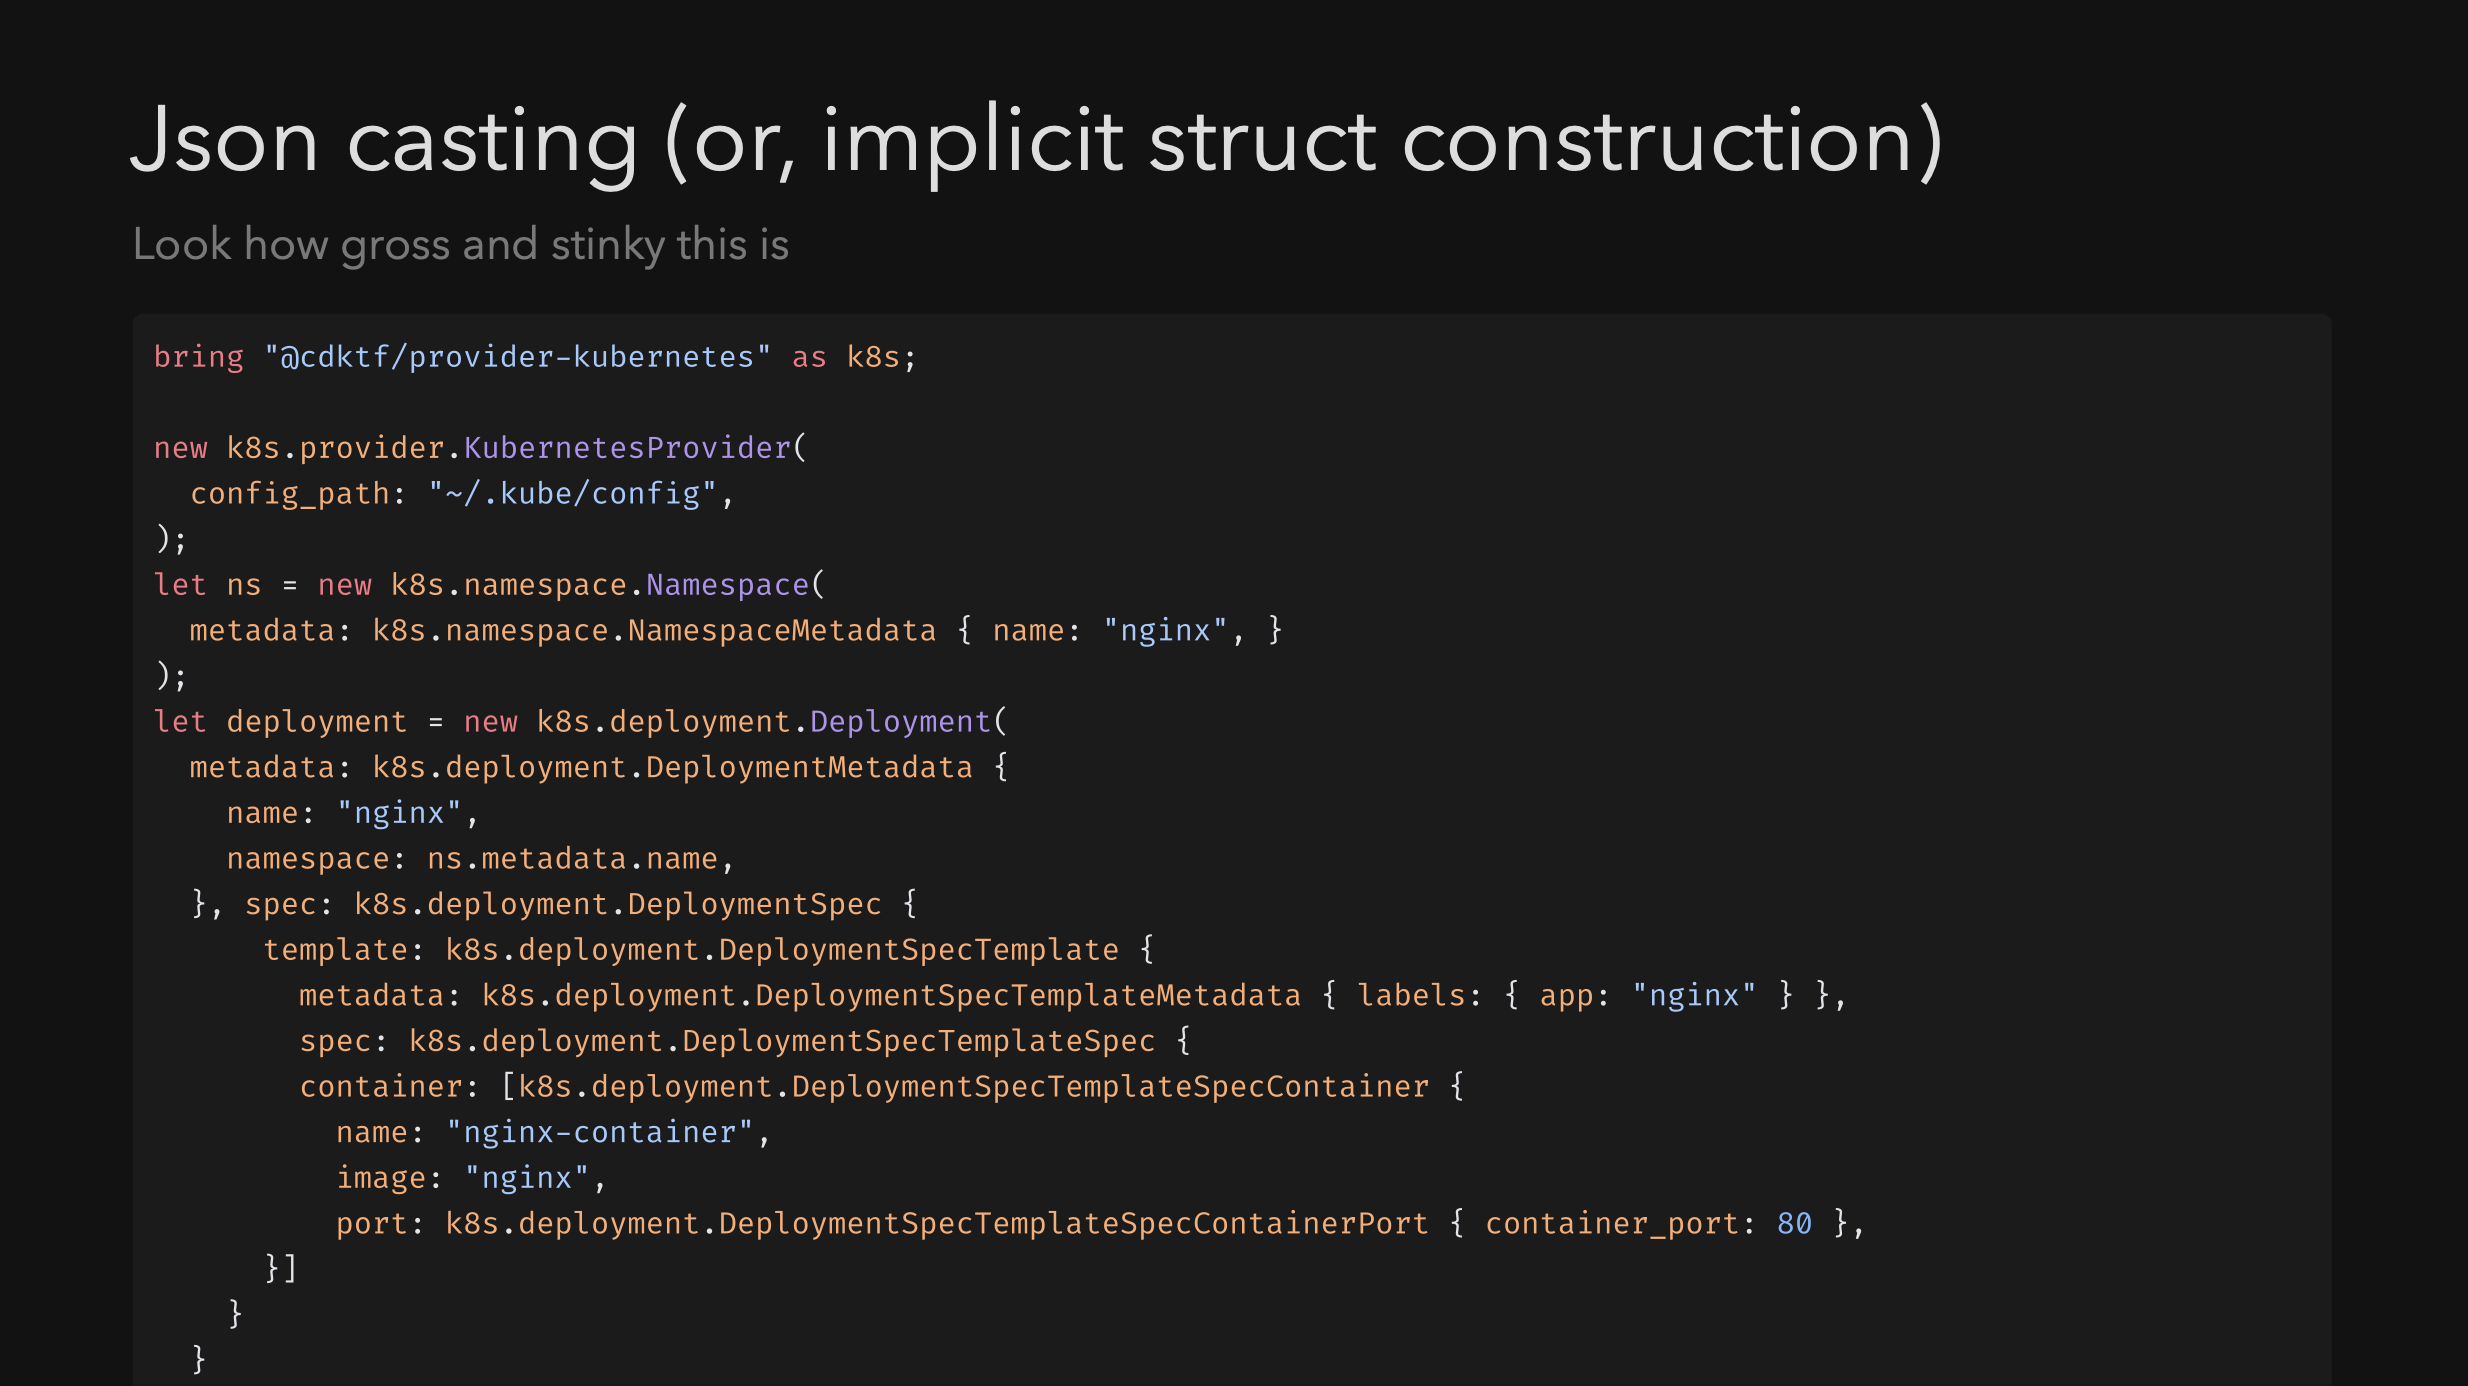 Json casting (or, implicit struct construction)
Look how gross and stinky this is
bring "@cdktf/provider-kubernetes" as k8s;
new k8s.provider.KubernetesProvider(
  config_path: "~/.kube/config",
);
let ns = new k8s.namespace.Namespace(
  metadata: k8s.namespace.NamespaceMetadata { name: "nginx", }
);
let deployment = new k8s.deployment.Deployment(
  metadata: k8s.deployment.DeploymentMetadata {
    name: "nginx",
    namespace: ns.metadata.name,
  }, spec: k8s.deployment.DeploymentSpec {
      template: k8s.deployment.DeploymentSpecTemplate {
        metadata: k8s.deployment.DeploymentSpecTemplateMetadata { labels: { app: "nginx" } },
        spec: k8s.deployment.DeploymentSpecTemplateSpec {
        container: [k8s.deployment.DeploymentSpecTemplateSpecContainer {
          name: "nginx-container",
          image: "nginx",
          port: k8s.deployment.DeploymentSpecTemplateSpecContainerPort { container_port: 80 },
      }]
    }
  }